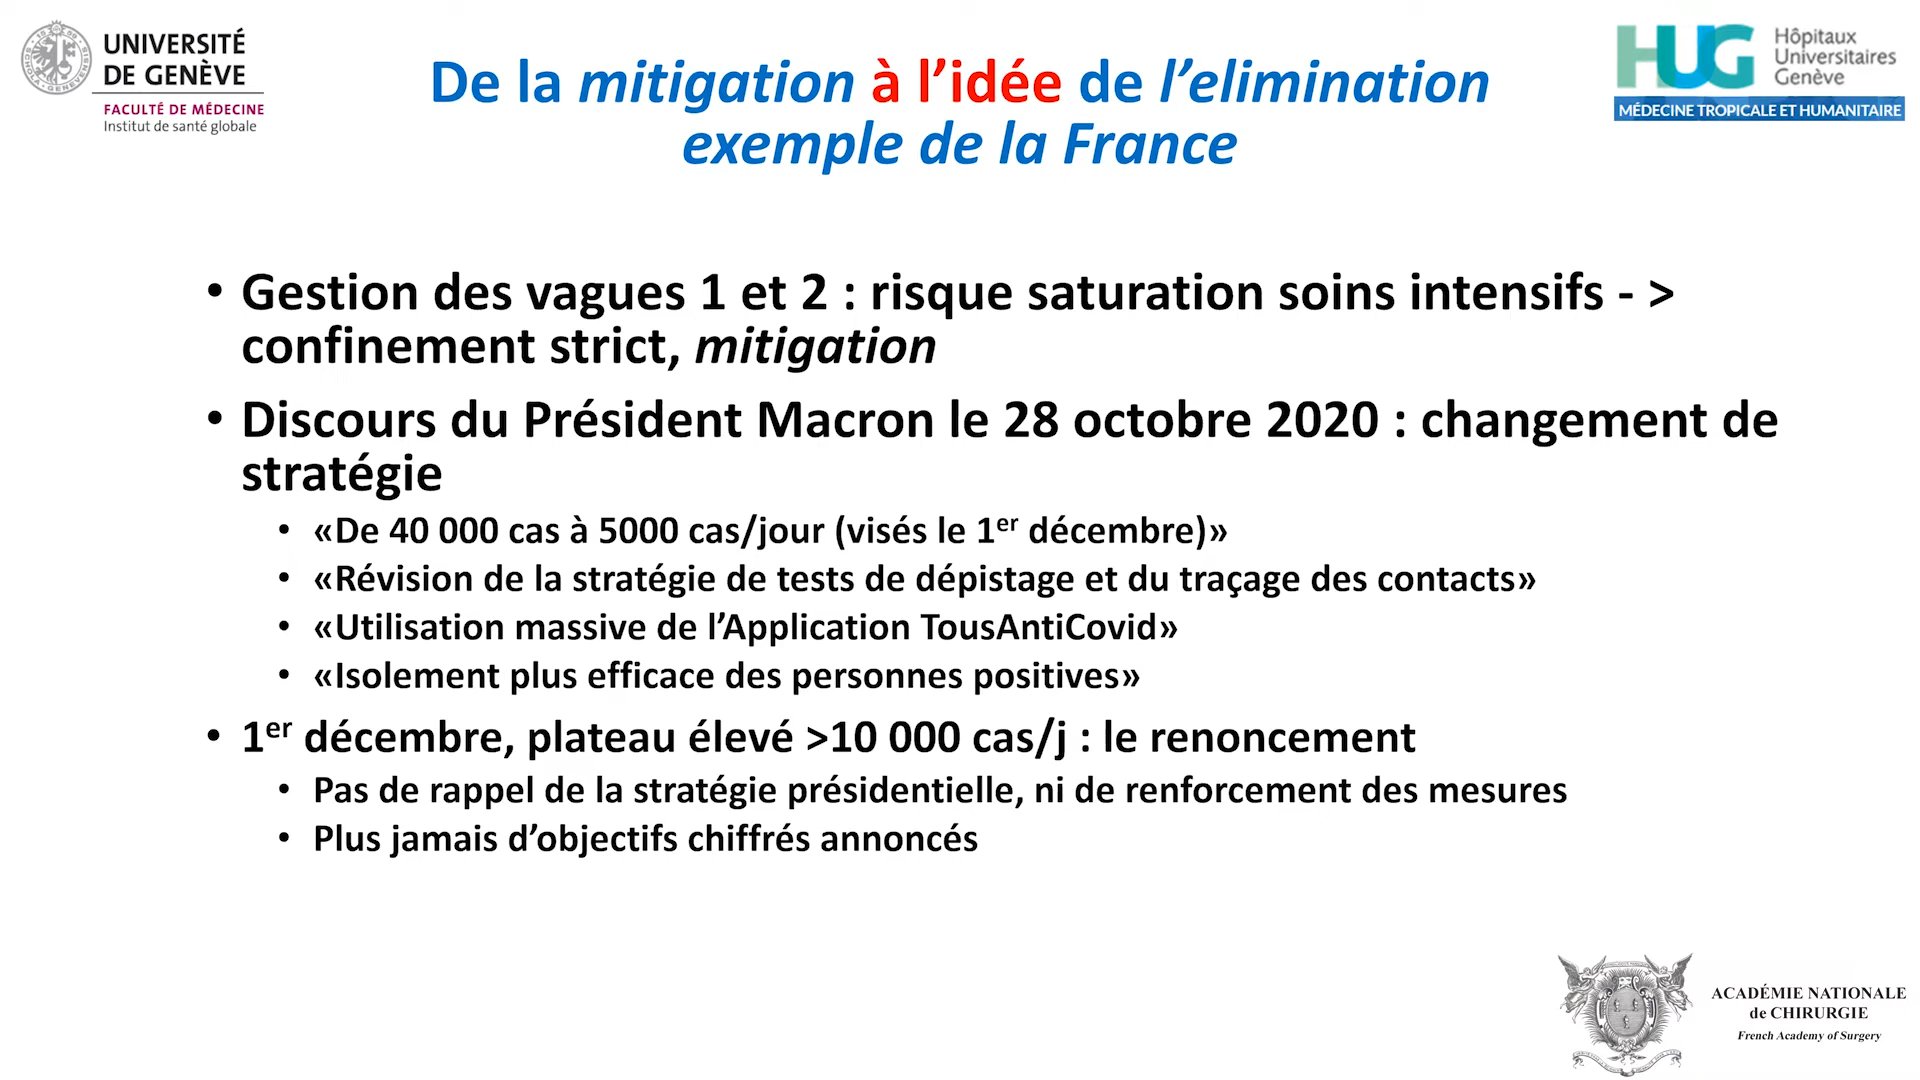 UNIVERSITÉ
DE GENÈVE
FACULTÉ DE MÉDECINE
Institut de santé globale
De la mitigation à l’idée de l’elimination
exemple de la France
HUG
Hôpitaux
Universitaires
Genève
MÉDECINE TROPICALE ET HUMANITAIRE
• Gestion des vagues 1 et 2 : risque saturation soins intensifs - >
confinement strict, mitigation
• Discours du Président Macron le 28 octobre 2020 : changement de
stratégie
• «De 40 000 cas à 5000 cas/jour (visés le 1er décembre)»
• «Révision de la stratégie de tests de dépistage et du traçage des contacts»
• «Utilisation massive de l’Application TousAntiCovid»
• «Isolement plus efficace des personnes positives»
• 1er décembre, plateau élevé >10 000 cas/j : le renoncement
• Pas de rappel de la stratégie présidentielle, ni de renforcement des mesures
• Plus jamais d’objectifs chiffrés annoncés
ACADÉMIE NATIONALE
de CHIRURGIE
French Academy of Surgery